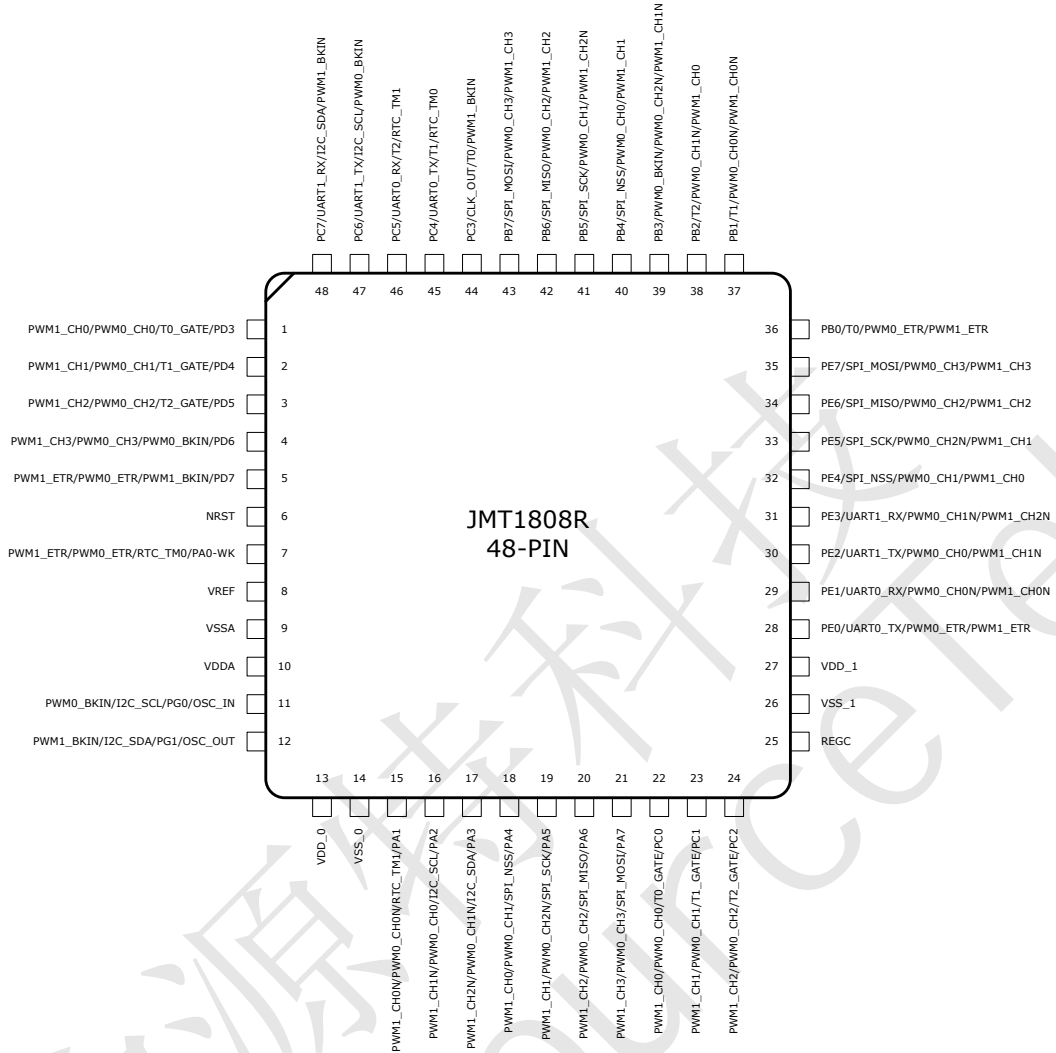 PC7/UART1_RX/I2C_SDA/PWM1_BKIN
PC6/UART1_TX/I2C_SCL/PWM0_BKIN
PC5/UART0_RX/T2/RTC_TM1
PC4/UART0_TX/T1/RTC_TM0
PC3/CLK_OUT/T0/PWM1_BKIN
PB7/SPI_MOSI/PWM0_CH3/PWM1_CH3
PB6/SPI_MISO/PWM0_CH2/PWM1_CH2
PB5/SPI_SCK/PWM0_CH1/PWM1_CH2N
PB4/SPI_NSS/PWM0_CH0/PWM1_CH1
PB3/PWM0_BKIN/PWM0_CH2N/PWM1_CH1N
PB2/T2/PWM0_CH1N/PWM1_CH0
PB1/T1/PWM0_CH0N/PWM1_CH0N
48 47 46 45 44 43 42 41 40 39 38 37
PWM1_CH0/PWM0_CH0/T0_GATE/PD3 1
PWM1_CH1/PWM0_CH1/T1_GATE/PD4 2
PWM1_CH2/PWM0_CH2/T2_GATE/PD5 3
PWM1_CH3/PWM0_CH3/PWM0_BKIN/PD6 4
PWM1_ETR/PWM0_ETR/PWM1_BKIN/PD7 5
NRST 6
PWM1_ETR/PWM0_ETR/RTC_TM0/PA0-WK 7
VREF 8
VSSA 9
VDDA 10
PWM0_BKIN/I2C_SCL/PG0/OSC_IN 11
PWM1_BKIN/I2C_SDA/PG1/OSC_OUT 12
JMT1808R
48-PIN
36 PB0/T0/PWM0_ETR/PWM1_ETR
35 PE7/SPI_MOSI/PWM0_CH3/PWM1_CH3
34 PE6/SPI_MISO/PWM0_CH2/PWM1_CH2
33 PE5/SPI_SCK/PWM0_CH2N/PWM1_CH1
32 PE4/SPI_NSS/PWM0_CH1/PWM1_CH0
31 PE3/UART1_RX/PWM0_CH1N/PWM1_CH2N
30 PE2/UART1_TX/PWM0_CH0/PWM1_CH1N
29 PE1/UART0_RX/PWM0_CH0N/PWM1_CH0N
28 PE0/UART0_TX/PWM0_ETR/PWM1_ETR
27 VDD_1
26 VSS_1
25 REGC
13 14 15 16 17 18 19 20 21 22 23 24
VDD_0
VSS_0
PWM1_CH0N/PWM0_CH0N/RTC_TM1/PA1
PWM1_CH1N/PWM0_CH0/I2C_SCL/PA2
PWM1_CH2N/PWM0_CH1N/I2C_SDA/PA3
PWM1_CH0/PWM0_CH1/SPI_NSS/PA4
PWM1_CH1/PWM0_CH2N/SPI_SCK/PA5
PWM1_CH2/PWM0_CH2/SPI_MISO/PA6
PWM1_CH3/PWM0_CH3/SPI_MOSI/PA7
PWM1_CH0/PWM0_CH0/T0_GATE/PC0
PWM1_CH1/PWM0_CH1/T1_GATE/PC1
PWM1_CH2/PWM0_CH2/T2_GATE/PC2
源特科技